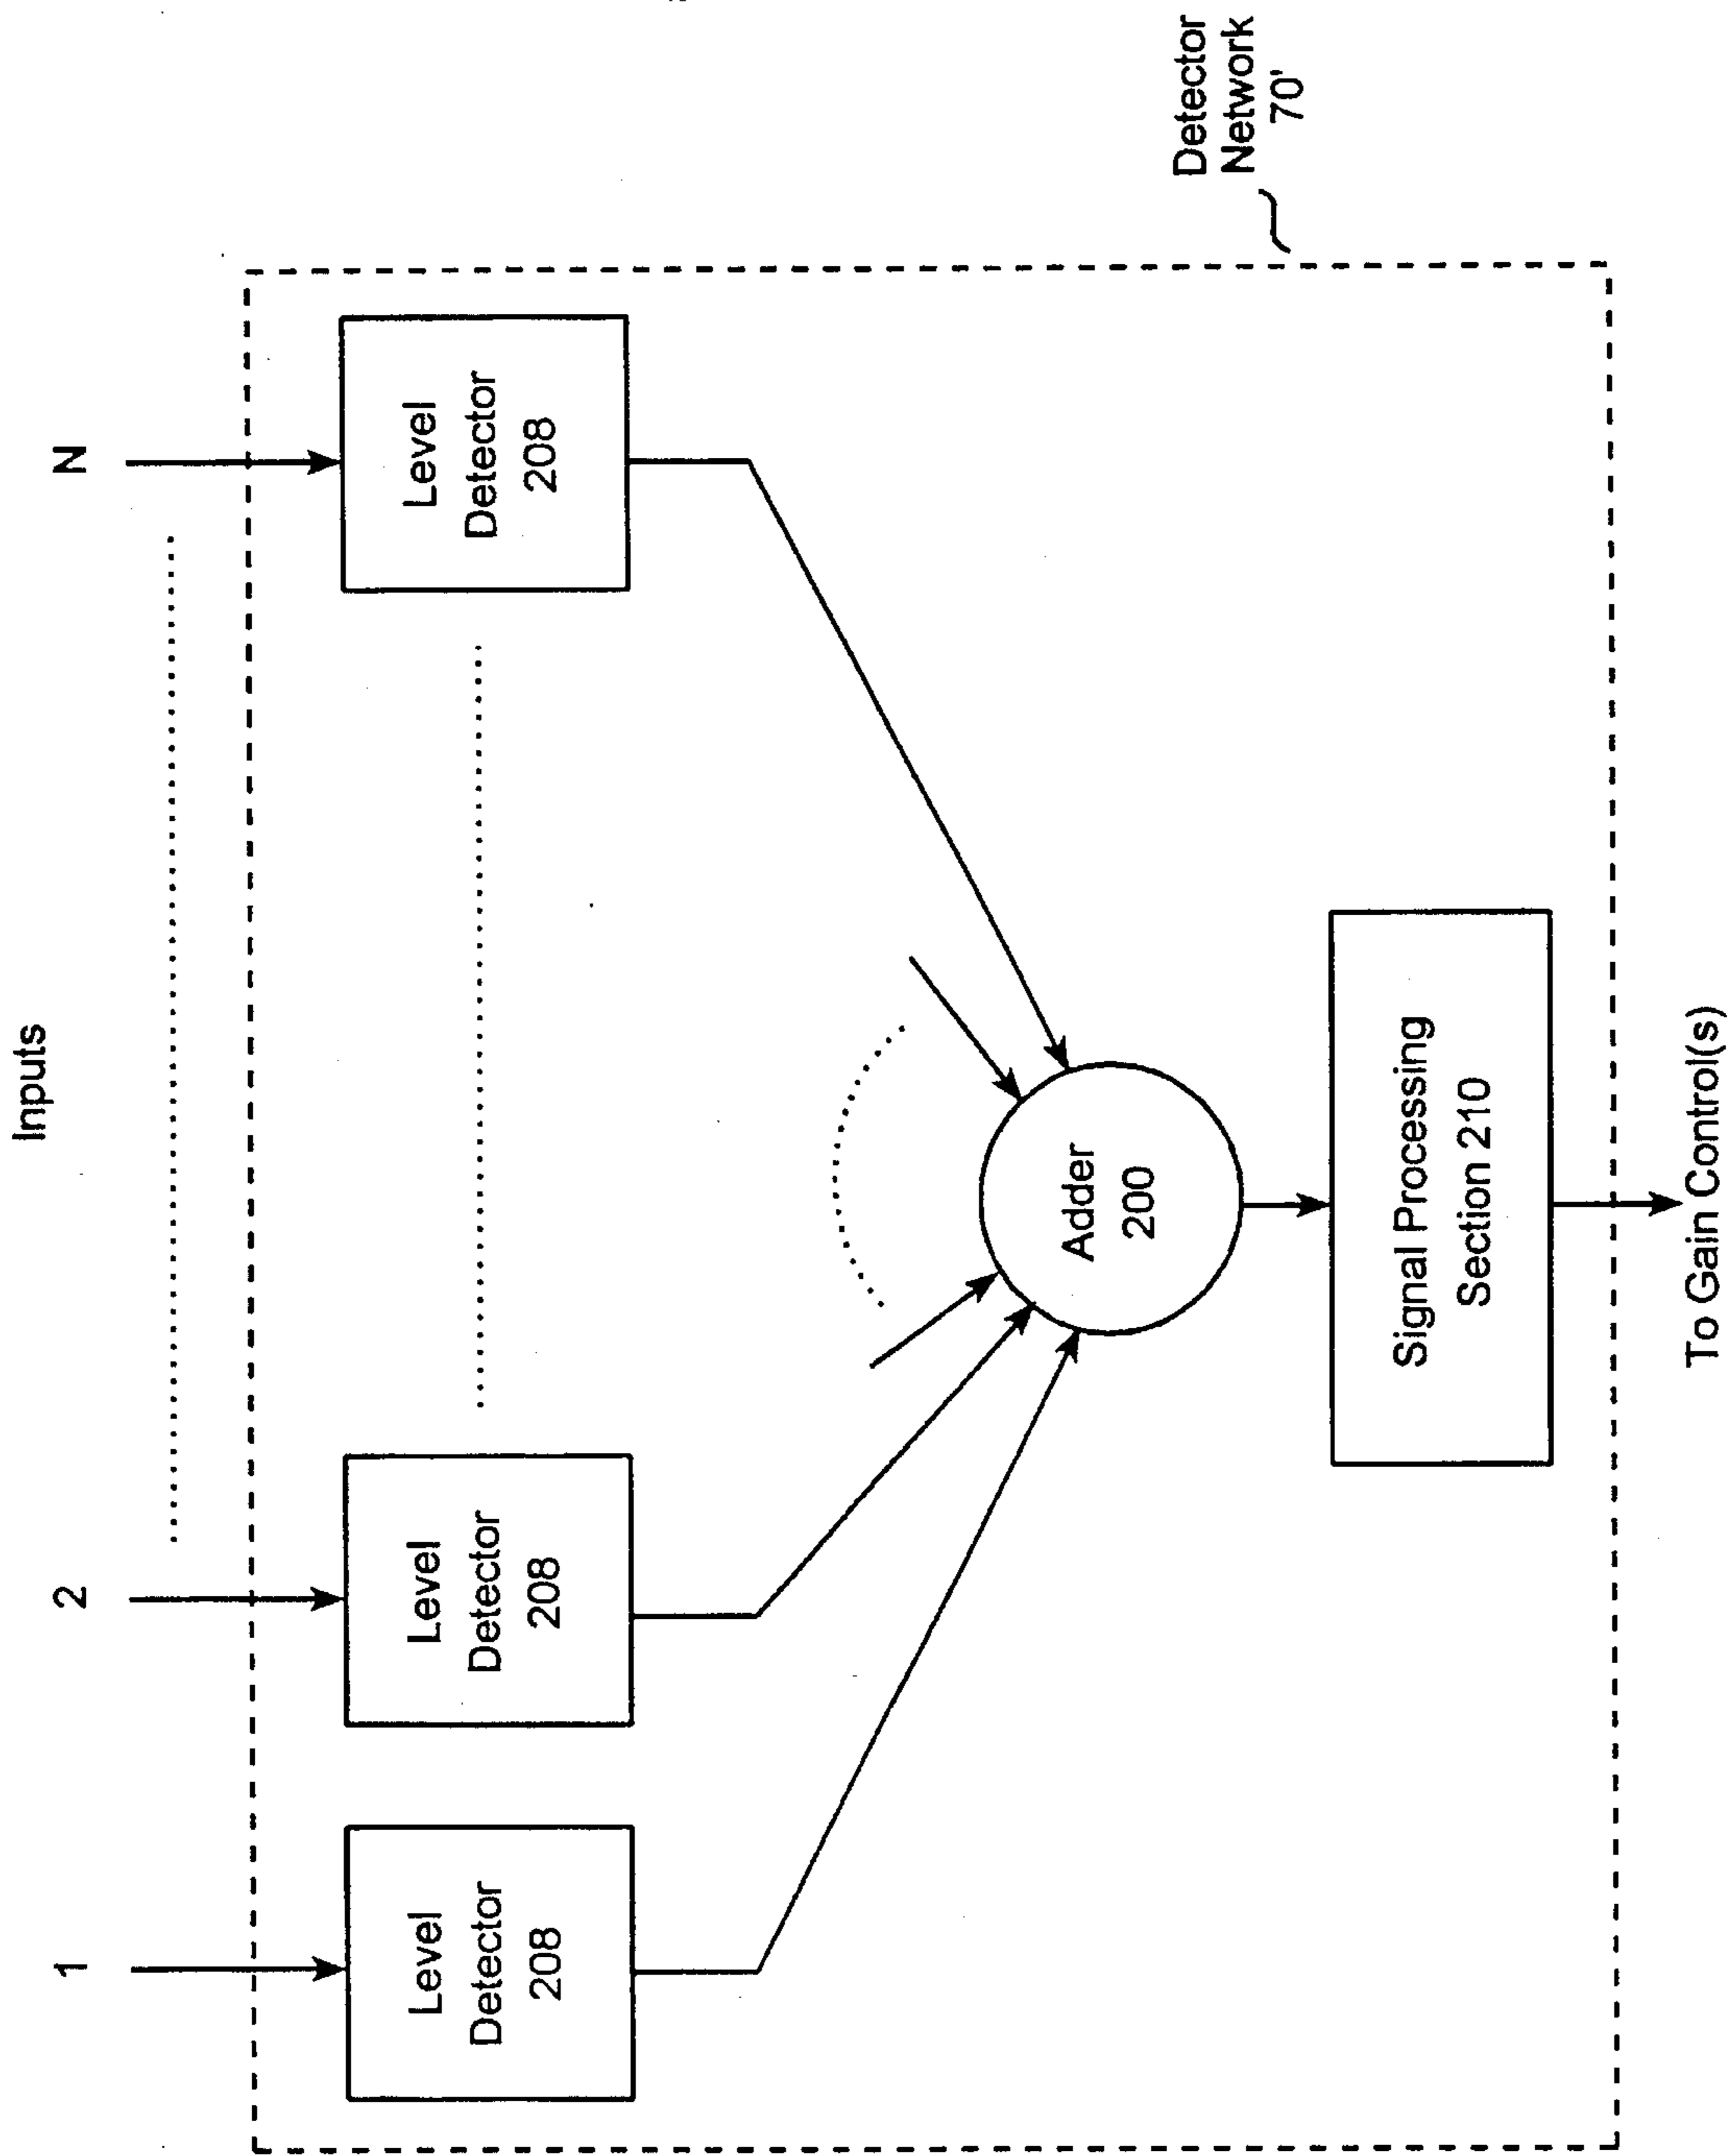 Inputs
1
2
N
Level
Detector
208
Level
Detector
208
Level
Detector
208
Adder
200
Signal Processing
Section 210
To Gain Control(s)
Detector
Network
70'